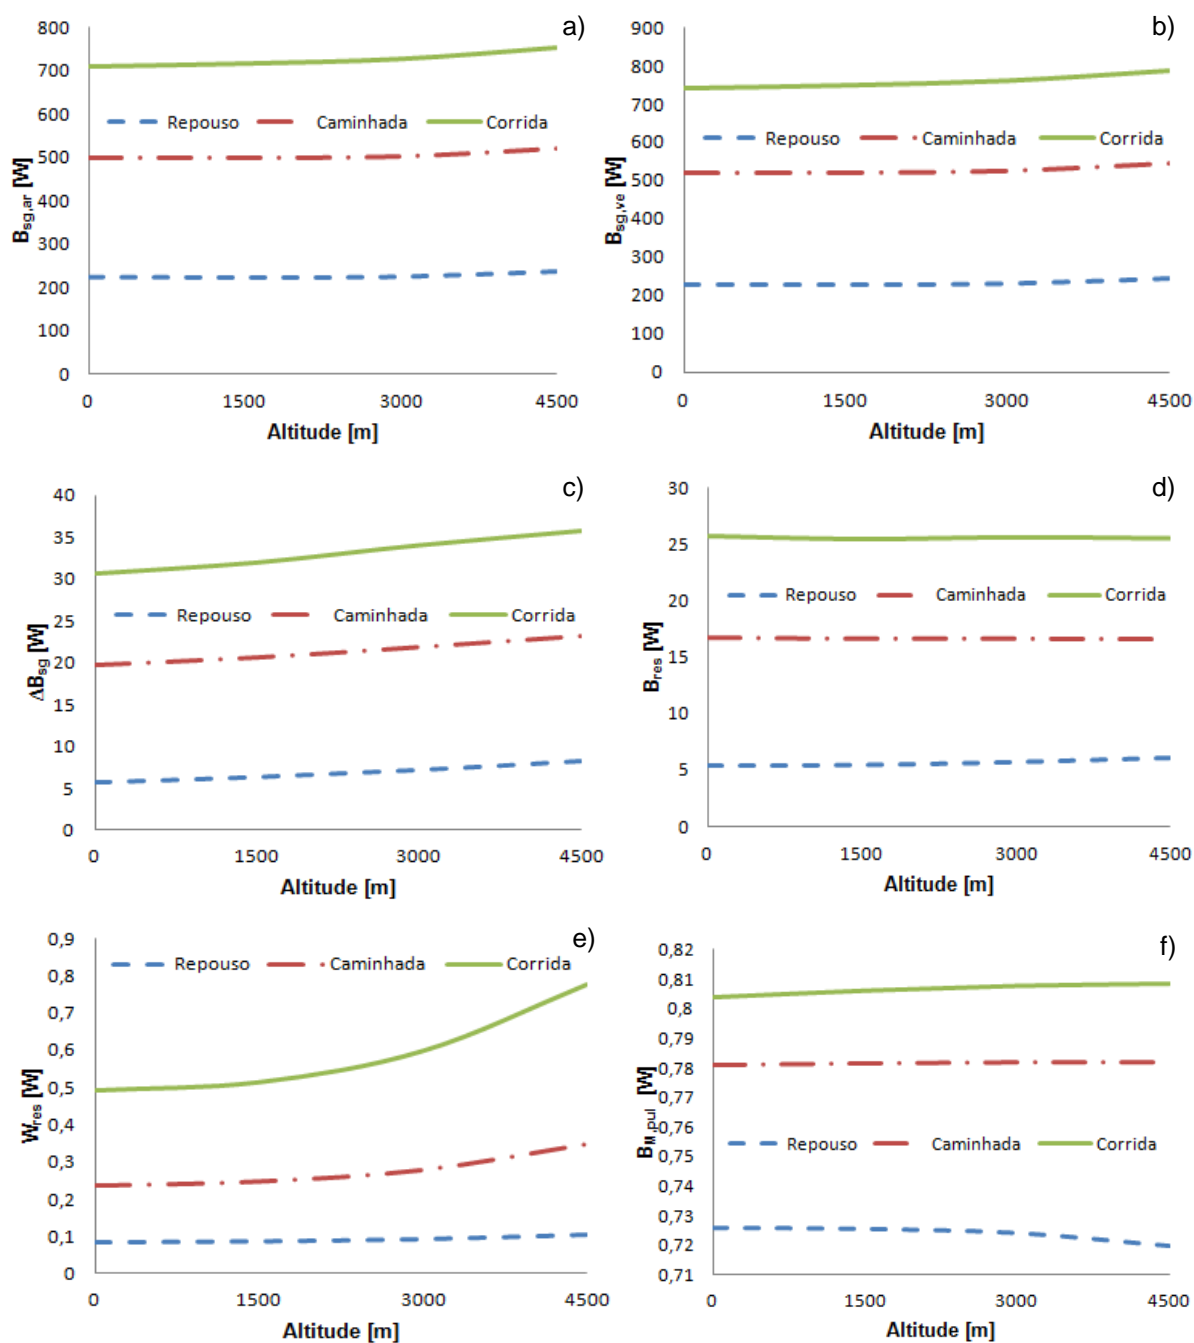 a)
800
700
600
500
400
300
200
100
0
B sg,ar [W]
Repouso Caminhada Corrida
0 1500 3000 4500
Altitude [m]
b)
900
800
700
600
500
400
300
200
100
0
B sg,ve [W]
Repouso Caminhada Corrida
0 1500 3000 4500
Altitude [m]
c)
40
35
30
25
20
15
10
5
0
ΔB sg [W]
Repouso Caminhada Corrida
0 1500 3000 4500
Altitude [m]
d)
30
25
20
15
10
5
0
B res [W]
Repouso Caminhada Corrida
0 1500 3000 4500
Altitude [m]
e)
0,9
0,8
0,7
0,6
0,5
0,4
0,3
0,2
0,1
0
W res [W]
Repouso Caminhada Corrida
0 1500 3000 4500
Altitude [m]
f)
0,82
0,81
0,8
0,79
0,78
0,77
0,76
0,75
0,74
0,73
0,72
0,71
B M,pul [W]
Repouso Caminhada Corrida
0 1500 3000 4500
Altitude [m]